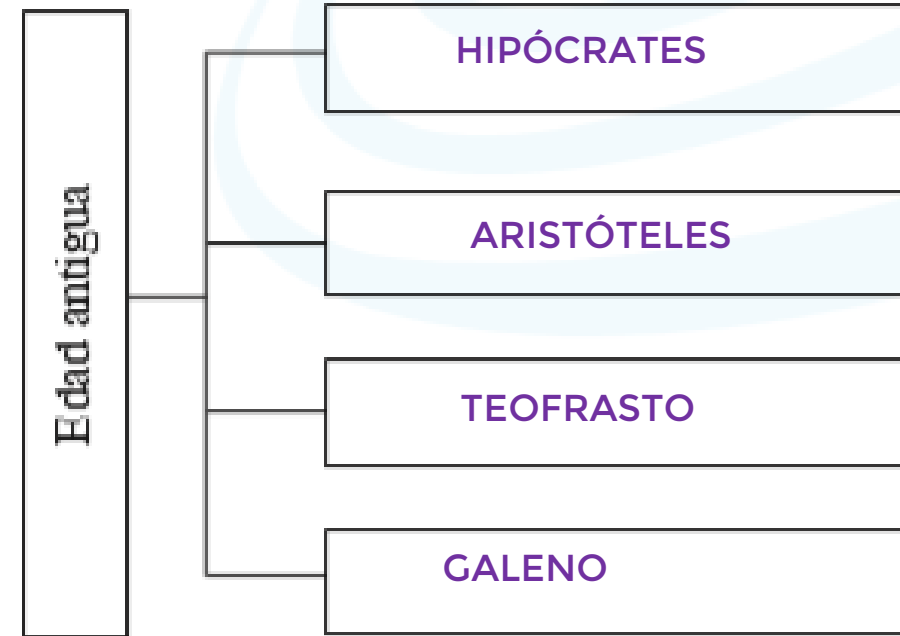 Edad antigua
HIPÓCRATES
ARISTÓTELES
TEOFRASTO
GALENO